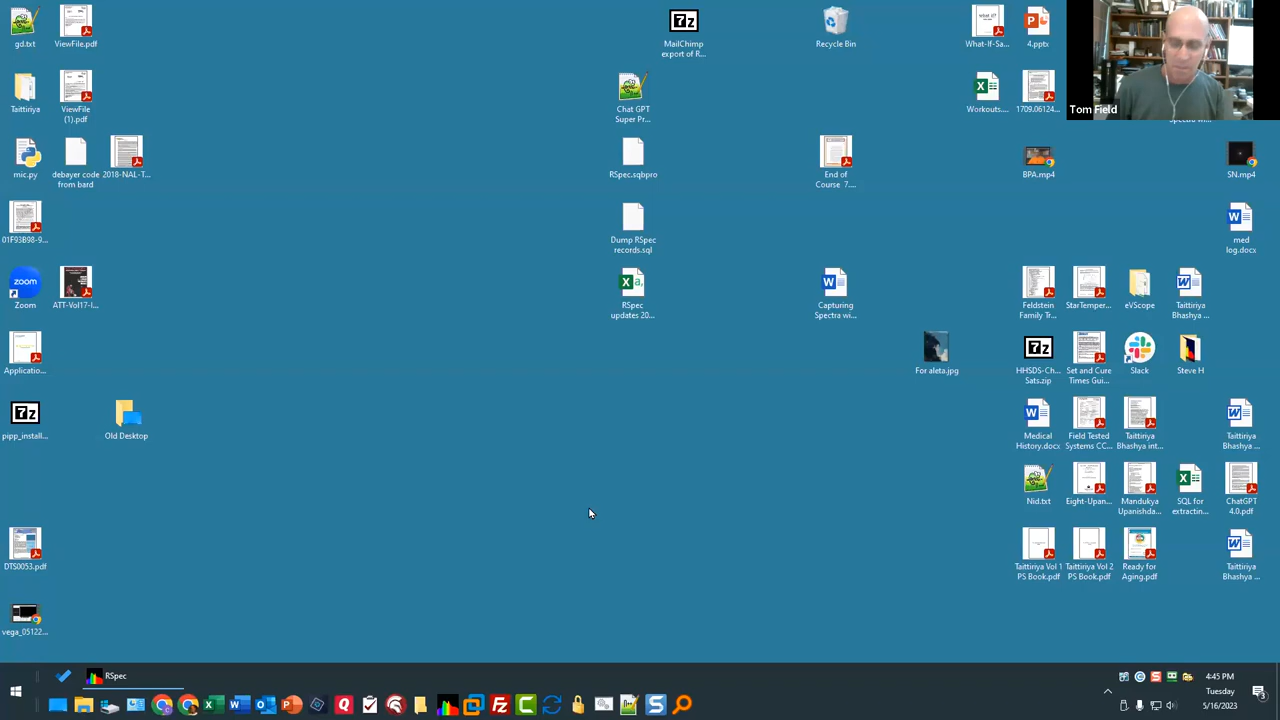 gd.txt
ViewFile.pdf
7z
MailChimp
export of R...
Recycle Bin
What-If-Sa...
4.pptx
Tom Field
Taittiriya
ViewFile
(1).pdf
Chat GPT
Super Pr...
Workouts....
1709.06124...
mic.py
debayer code
from bard
2018-NAL-T...
RSpec.sqbpro
End of
Course 7....
BPA.mp4
SN.mp4
01F93B98-9...
Dump RSpec
records.sql
med
log.docx
zoom
Zoom
ATT-Vol17-I...
RSpec
updates 20...
Capturing
Spectra wi...
Feldstein
Family Tr...
StarTemper...
eVScope
Taittiriya
Bhashya ...
Applicatio...
For aleta.jpg
7z
HHSDS-Ch...
Sats.zip
Set and Cure
Times Gui...
Slack
Steve H
7z
pipp_install...
Old Desktop
Medical
History.docx
Field Tested
Systems CC...
Taittiriya
Bhashya int...
Taittiriya
Bhashya ...
Nid.txt
Eight-Upan...
Mandukya
Upanishda...
SQL for
extractin...
ChatGPT
4.0.pdf
DTS0053.pdf
Taittiriya Vol 1
PS Book.pdf
Taittiriya Vol 2
PS Book.pdf
Ready for
Aging.pdf
Taittiriya
Bhashya ...
vega_05122...
RSpec
4:45 PM
Tuesday
5/16/2023